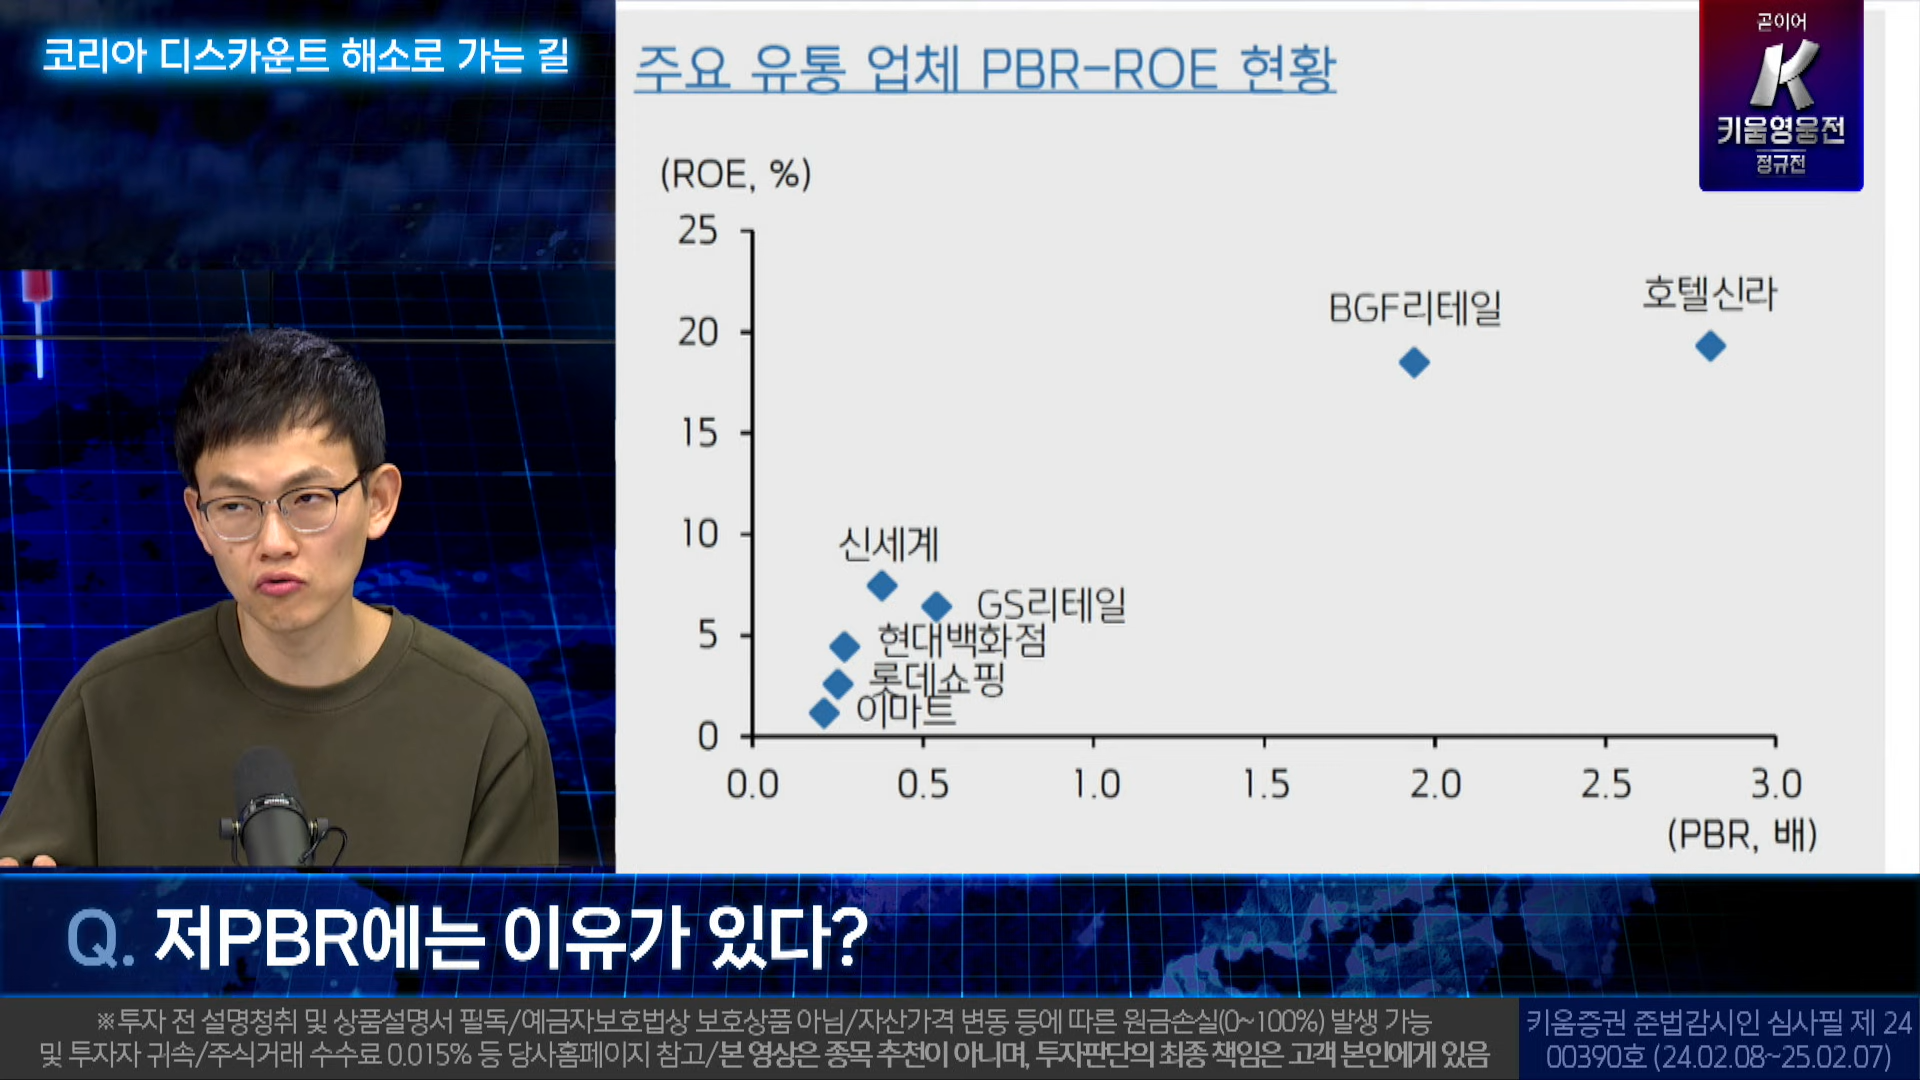 코리아 디스카운트 해소로 가는 길
주요 유통 업체 PBR-ROE 현황
곧이어
K
키움영웅전
정규전
(ROE, %)
25
20
15
10
5
0
BGF리테일
호텔신라
신세계
GS리테일
현대백화점
롯데쇼핑
이마트
0.0 0.5 1.0 1.5 2.0 2.5 3.0
(PBR, 배)
Q. 저PBR에는 이유가 있다?
※투자 전 설명청취 및 상품설명서 필독/예금자보호법상 보호상품 아님/자산가격 변동 등에 따른 원금손실(0~100%) 발생 가능
및 투자자 귀속/주식거래 수수료 0.015% 등 당사홈페이지 참고/본 영상은 종목 추천이 아니며, 투자판단의 최종 책임은 고객 본인에게 있음
키움증권 준법감시인 심사필 제 24
00390호 (24.02.08~25.02.07)